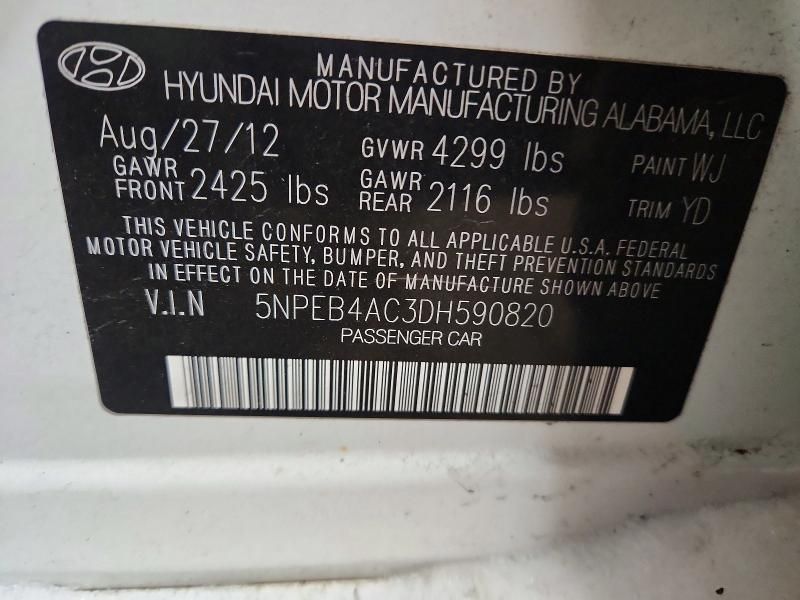 MANUFACTURED BY
HYUNDAI MOTOR MANUFACTURING ALABAMA, LLC
Aug/27/12 GVWR 4299 lbs PAINT WJ
GAWR FRONT 2425 lbs GAWR REAR 2116 lbs TRIM YD
THIS VEHICLE CONFORMS TO ALL APPLICABLE U.S.A. FEDERAL
MOTOR VEHICLE SAFETY, BUMPER, AND THEFT PREVENTION STANDARDS
IN EFFECT ON THE DATE OF MANUFACTURE SHOWN ABOVE
V.I.N 5NPEB4AC3DH590820
PASSENGER CAR